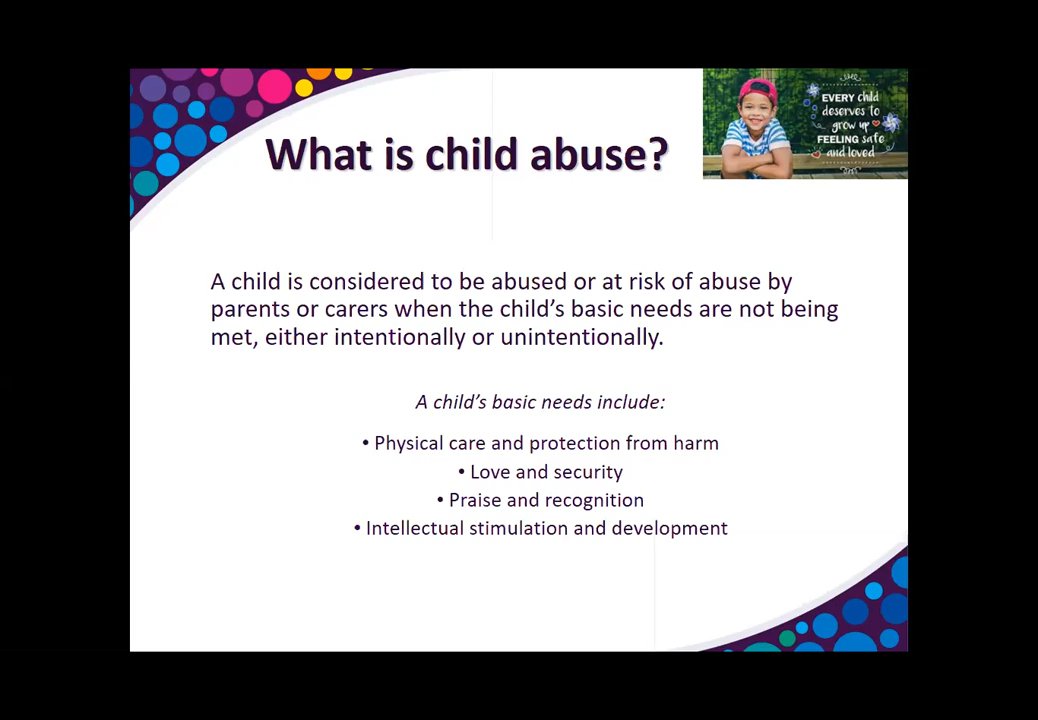 What is child abuse?
EVERY child
deserves to
grow up
FEELING safe
and loved
A child is considered to be abused or at risk of abuse by
parents or carers when the child’s basic needs are not being
met, either intentionally or unintentionally.
A child’s basic needs include:
• Physical care and protection from harm
• Love and security
• Praise and recognition
• Intellectual stimulation and development